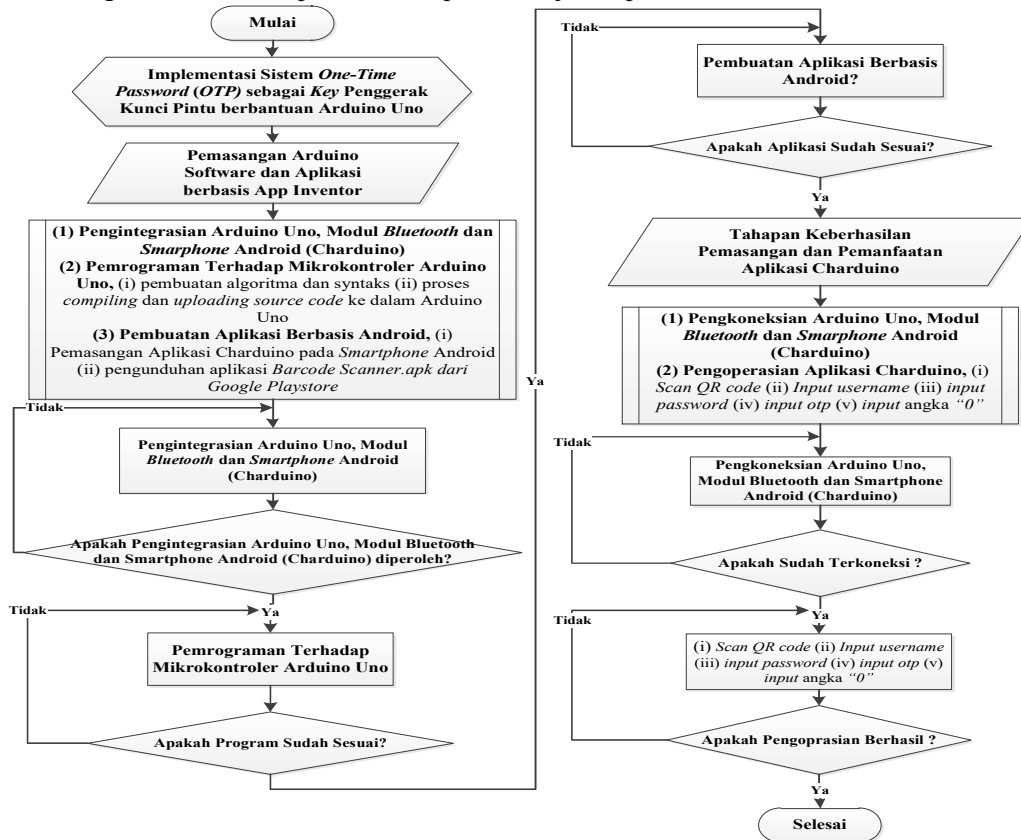 Mulai
Implementasi Sistem One-Time
Password (OTP) sebagai Key Penggerak
Kunci Pintu berbantuan Arduino Uno
Pemasangan Arduino
Software dan Aplikasi
berbasis App Inventor
(1) Pengintegrasian Arduino Uno, Modul Bluetooth dan
Smarphone Android (Charduino)
(2) Pemrograman Terhadap Mikrokontroler Arduino
Uno, (i) pembuatan algoritma dan syntaks (ii) proses
compiling dan uploading source code ke dalam Arduino
Uno
(3) Pembuatan Aplikasi Berbasis Android, (i)
Pemasangan Aplikasi Charduino pada Smartphone Android
(ii) pengunduhan aplikasi Barcode Scanner.apk dari
Google Playstore
Tidak
Pengintegrasian Arduino Uno, Modul
Bluetooth dan Smartphone Android
(Charduino)
Apakah Pengintegrasian Arduino Uno, Modul Bluetooth
dan Smartphone Android (Charduino) diperoleh?
Tidak
Ya
Pemrograman Terhadap
Mikrokontroler Arduino Uno
Apakah Program Sudah Sesuai?
Ya
Tidak
Pembuatan Aplikasi Berbasis
Android?
Apakah Aplikasi Sudah Sesuai?
Ya
Tahapan Keberhasilan
Pemasangan dan Pemanfaatan
Aplikasi Charduino
(1) Pengkoneksian Arduino Uno, Modul
Bluetooth dan Smarphone Android
(Charduino)
(2) Pengoperasian Aplikasi Charduino, (i)
Scan QR code (ii) Input username (iii) input
password (iv) input otp (v) input angka “0”
Tidak
Pengkoneksian Arduino Uno,
Modul Bluetooth dan Smartphone
Android (Charduino)
Apakah Sudah Terkoneksi ?
Tidak
Ya
(i) Scan QR code (ii) Input username
(iii) input password (iv) input otp (v)
input angka “0”
Apakah Pengoprasian Berhasil ?
Ya
Selesai